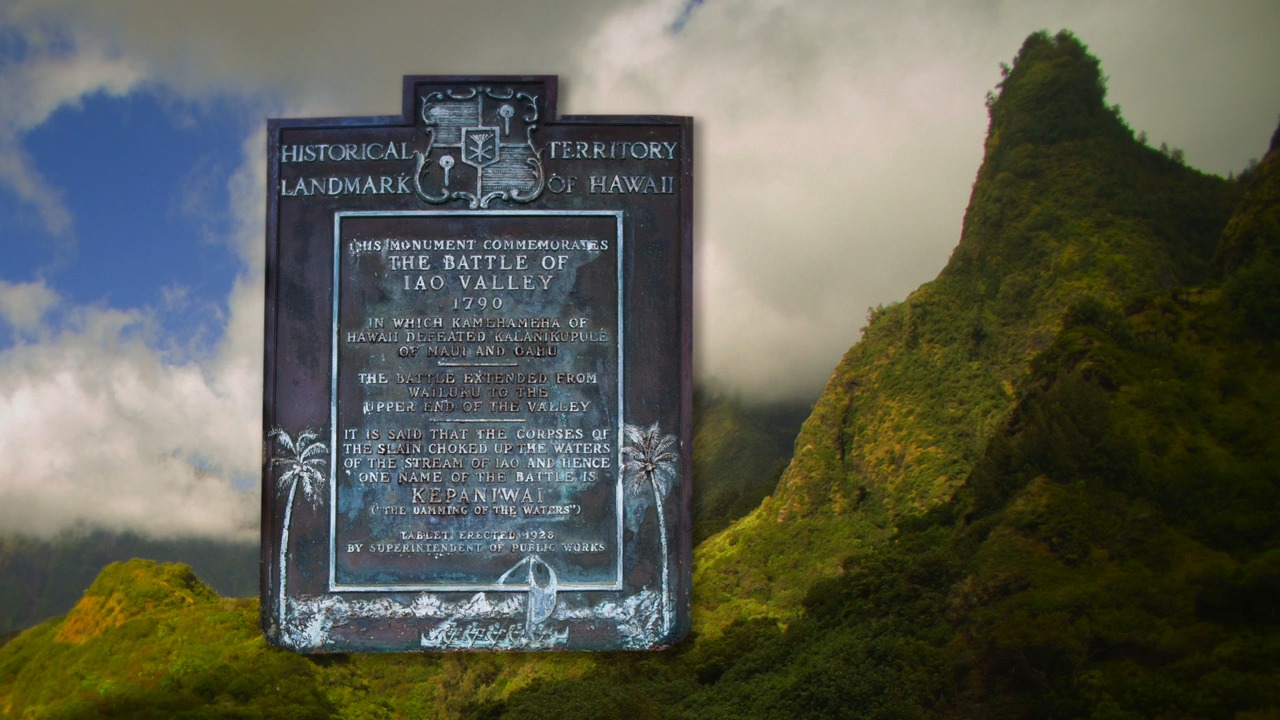 HISTORICAL LANDMARK
TERRITORY OF HAWAII
THIS MONUMENT COMMEMORATES
THE BATTLE OF
IAO VALLEY
1790
IN WHICH KAMEHAMEHA OF
HAWAII DEFEATED KALANIKUPULE
OF MAUI AND OAHU
THE BATTLE EXTENDED FROM
WAILUKU TO THE
UPPER END OF THE VALLEY
IT IS SAID THAT THE CORPSES OF
THE SLAIN CHOKED UP THE WATERS
OF THE STREAM OF IAO AND HENCE
ONE NAME OF THE BATTLE IS
KEPANIWAI
("THE DAMMING OF THE WATERS")
TABLET ERECTED 1928
BY SUPERINTENDENT OF PUBLIC WORKS